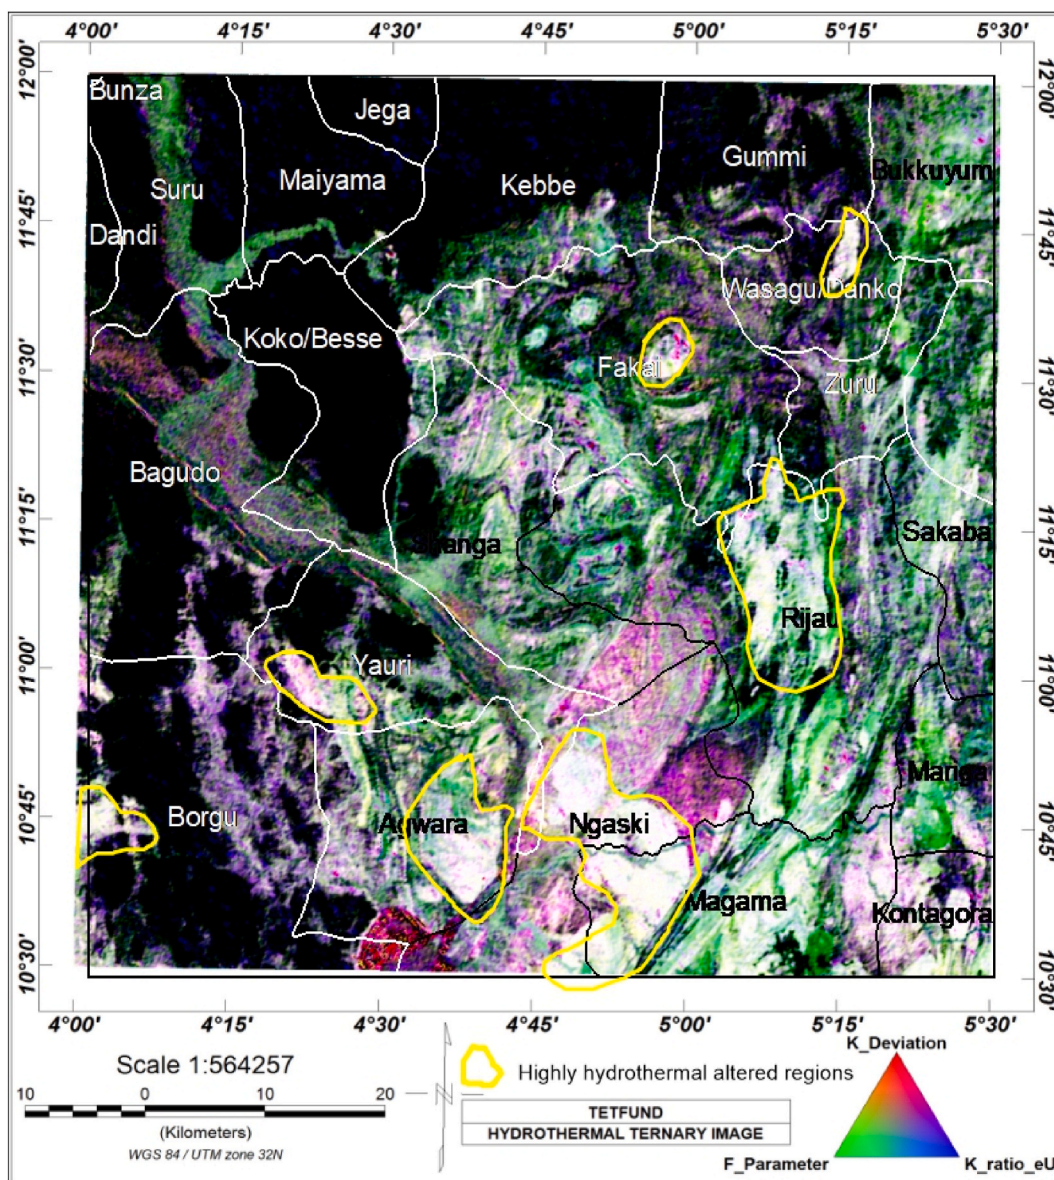 4°00' 4°15' 4°30' 4°45' 5°00' 5°15' 5°30'
12°00' 12°00'
Bunza
Jega
Gummi
Bukkuyum
Suru Maiyama Kebbe
11°45' 11°45'
Dandi
Wasagu/Danko
Koko/Besse
11°30' Fakai Zuru 11°30'
Bagudo
11°15' Shanga Sakaba 11°15'
Rijau
11°00' Yauri 11°00'
Mariga
10°45' Borgu Agwara Ngaski 10°45'
Magama Kontagora
10°30' 10°30'
4°00' 4°15' 4°30' 4°45' 5°00' 5°15' 5°30'
Scale 1:564257
10 0 10 20
(Kilometers)
WGS 84 / UTM zone 32N
N
Highly hydrothermal altered regions
TETFUND
HYDROTHERMAL TERNARY IMAGE
K_Deviation
F_Parameter K_ratio_eU